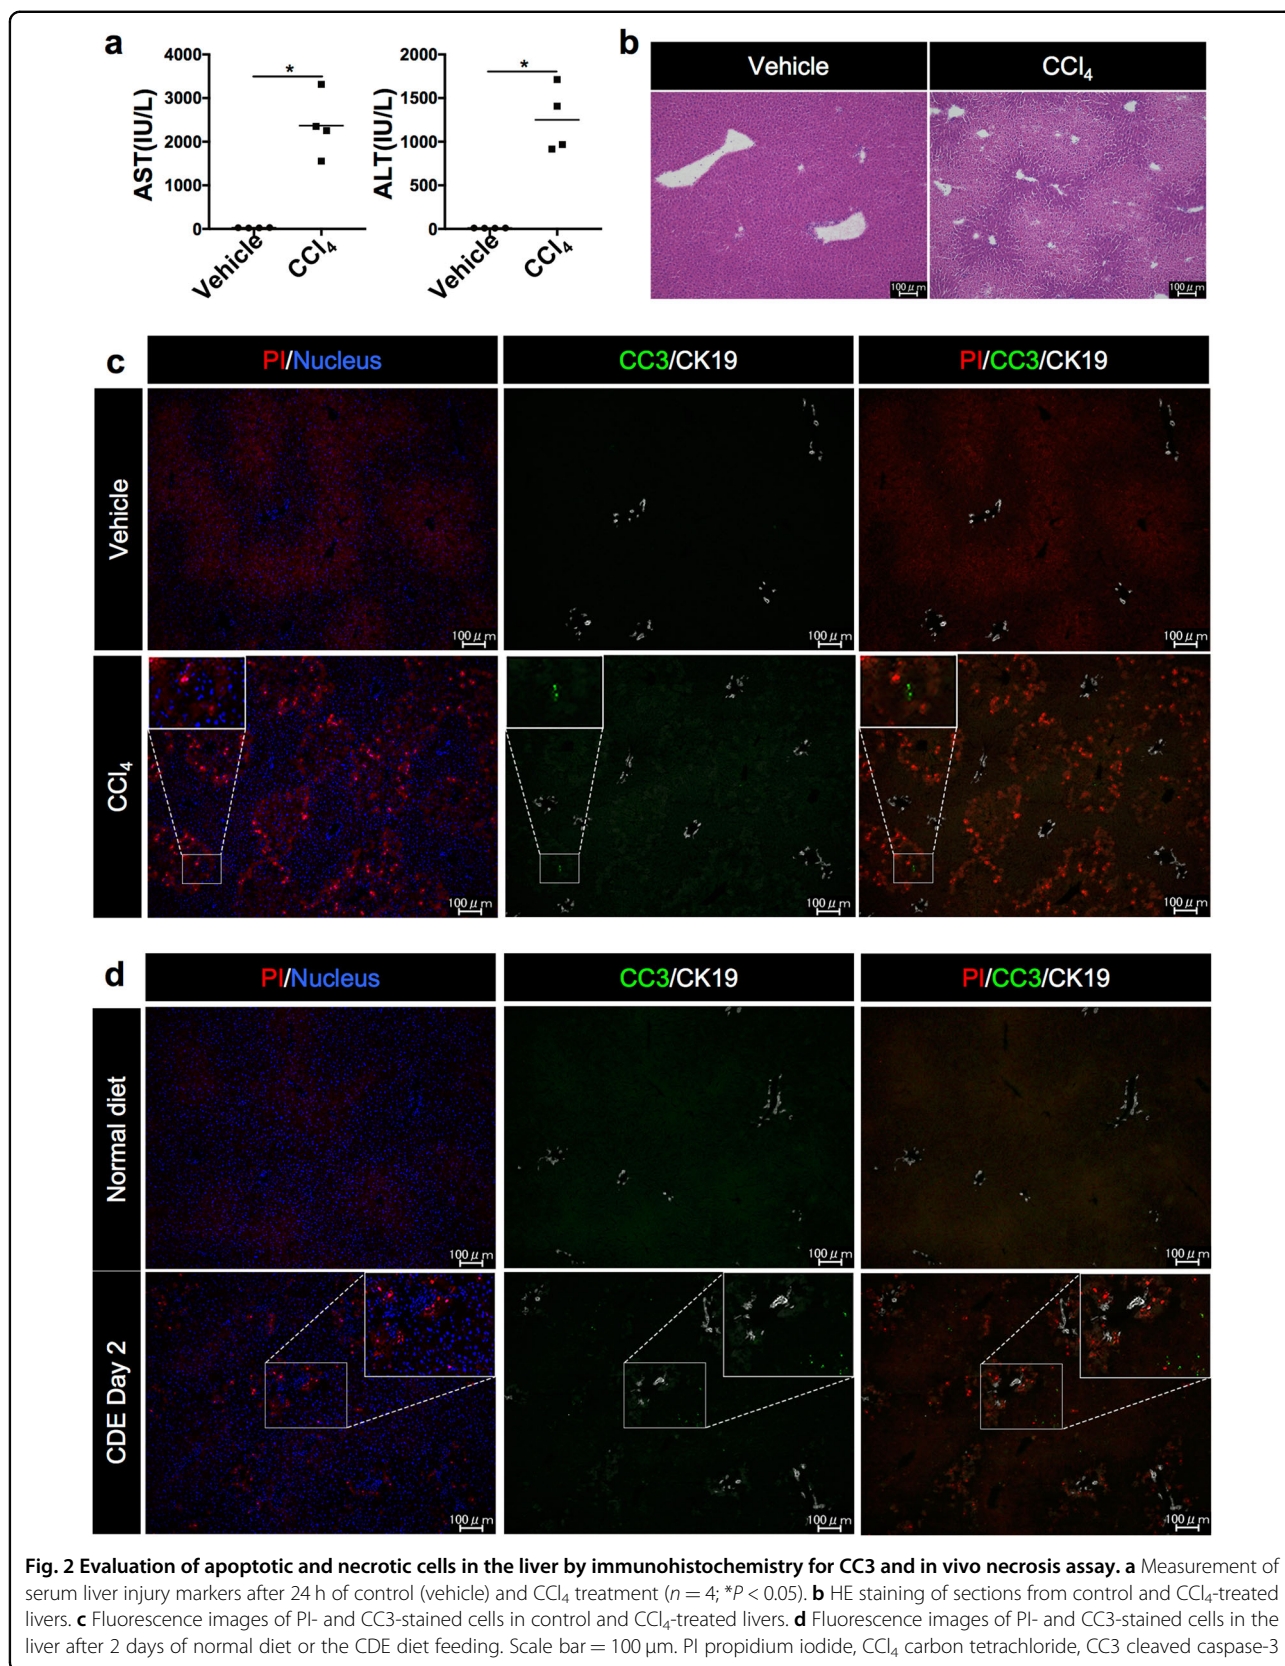 a
4000
3000
2000
1000
0
AST(IU/L)
*
Vehicle
CCl₄
2000
1500
1000
500
0
ALT(IU/L)
*
Vehicle
CCl₄
b
Vehicle
CCl₄
100 μm
100 μm
c
PI/Nucleus
CC3/CK19
PI/CC3/CK19
Vehicle
100 μm
100 μm
100 μm
CCl₄
100 μm
100 μm
100 μm
d
PI/Nucleus
CC3/CK19
PI/CC3/CK19
Normal diet
100 μm
100 μm
100 μm
CDE Day 2
100 μm
100 μm
100 μm
Fig. 2 Evaluation of apoptotic and necrotic cells in the liver by immunohistochemistry for CC3 and in vivo necrosis assay. a Measurement of
serum liver injury markers after 24 h of control (vehicle) and CCl₄ treatment (n = 4; *P < 0.05). b HE staining of sections from control and CCl₄-treated
livers. c Fluorescence images of PI- and CC3-stained cells in control and CCl₄-treated livers. d Fluorescence images of PI- and CC3-stained cells in the
liver after 2 days of normal diet or the CDE diet feeding. Scale bar = 100 μm. PI propidium iodide, CCl₄ carbon tetrachloride, CC3 cleaved caspase-3